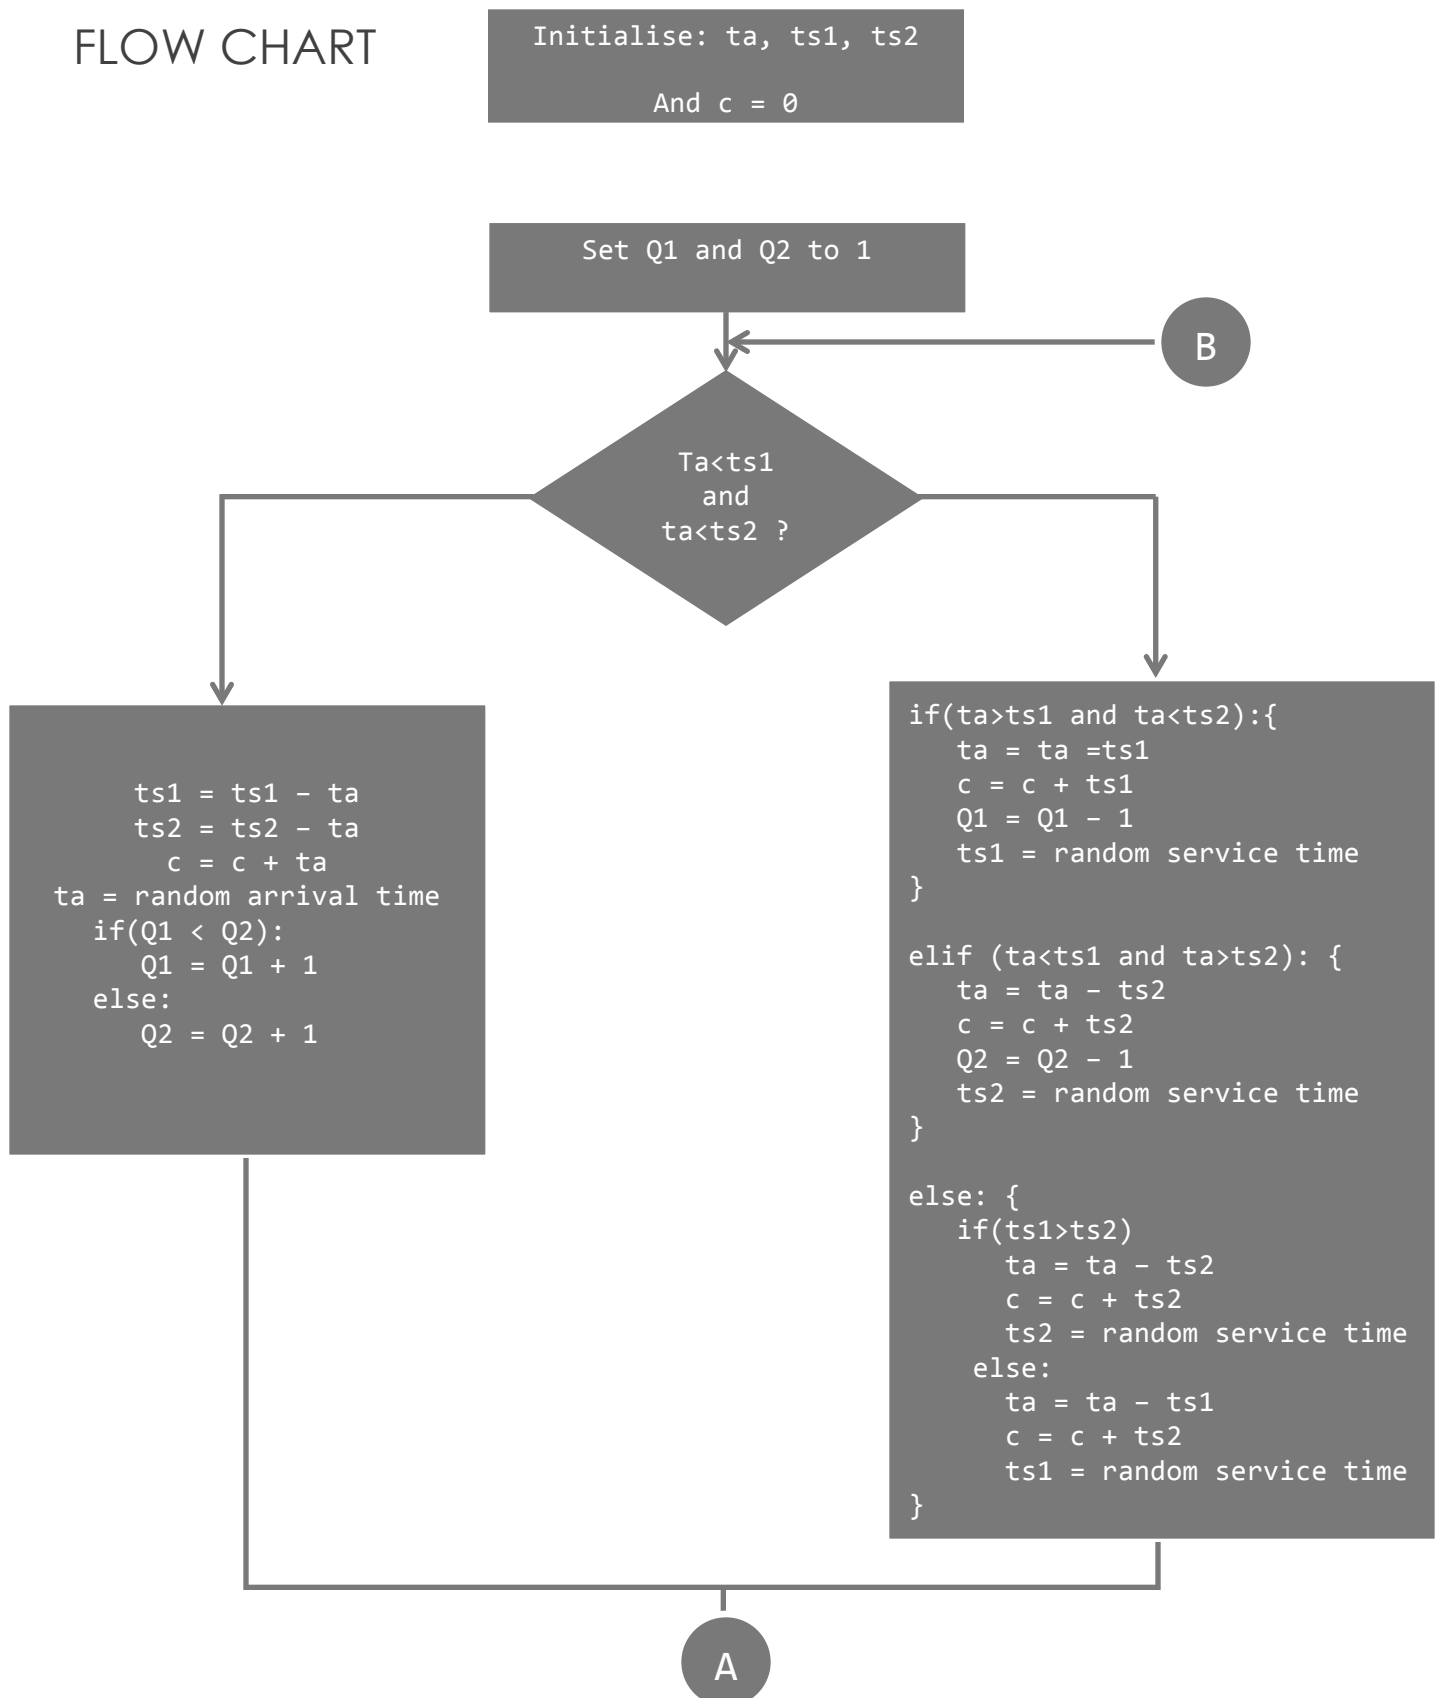 FLOW CHART
Initialise: ta, ts1, ts2
And c = 0
Set Q1 and Q2 to 1
B
Ta<ts1
and
ta<ts2 ?
ts1 = ts1 – ta
ts2 = ts2 – ta
c = c + ta
ta = random arrival time
if(Q1 < Q2):
Q1 = Q1 + 1
else:
Q2 = Q2 + 1
if(ta>ts1 and ta<ts2):{
ta = ta =ts1
c = c + ts1
Q1 = Q1 – 1
ts1 = random service time
}
elif (ta<ts1 and ta>ts2): {
ta = ta – ts2
c = c + ts2
Q2 = Q2 – 1
ts2 = random service time
}
else: {
if(ts1>ts2)
ta = ta – ts2
c = c + ts2
ts2 = random service time
else:
ta = ta – ts1
c = c + ts2
ts1 = random service time
}
A